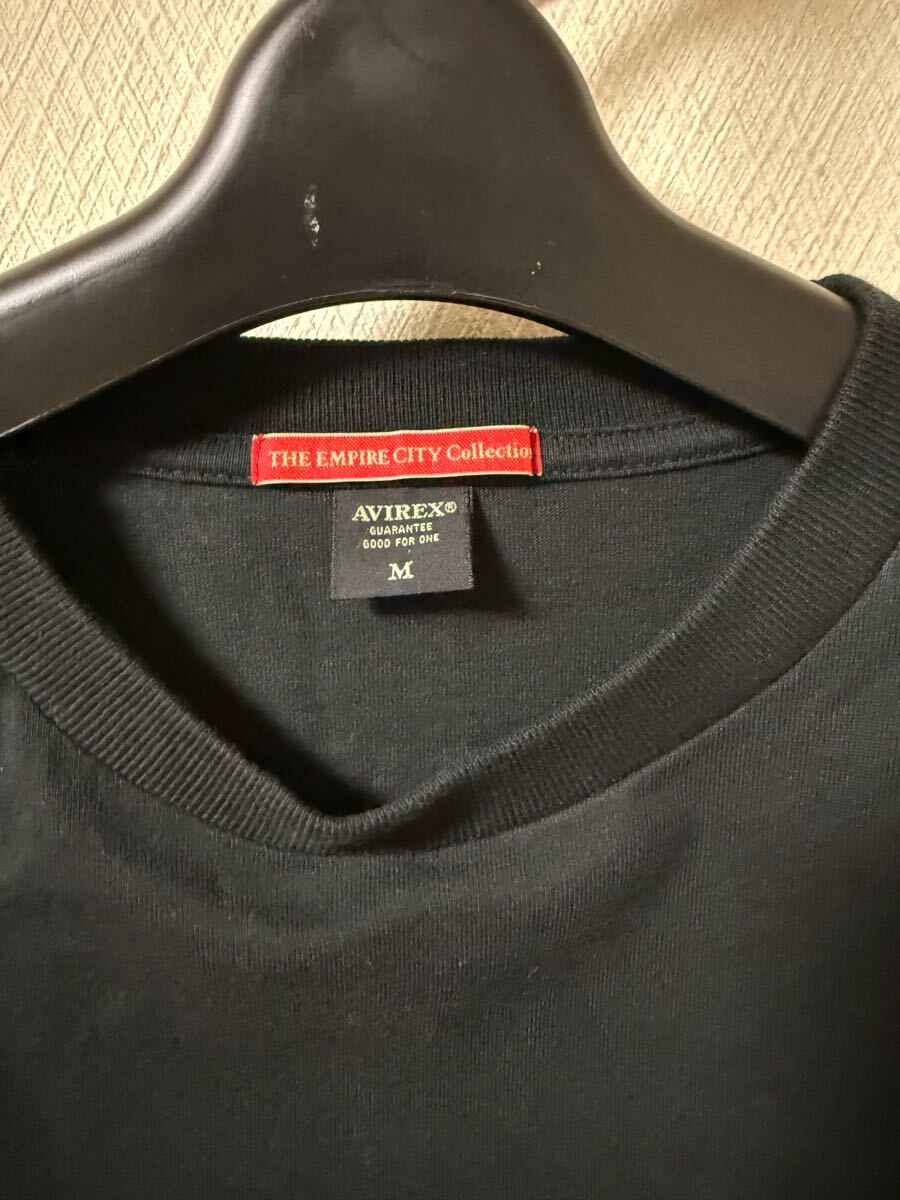 THE EMPIRE CITY Collectio
AVIREX®
GUARANTEE
GOOD FOR ONE
M